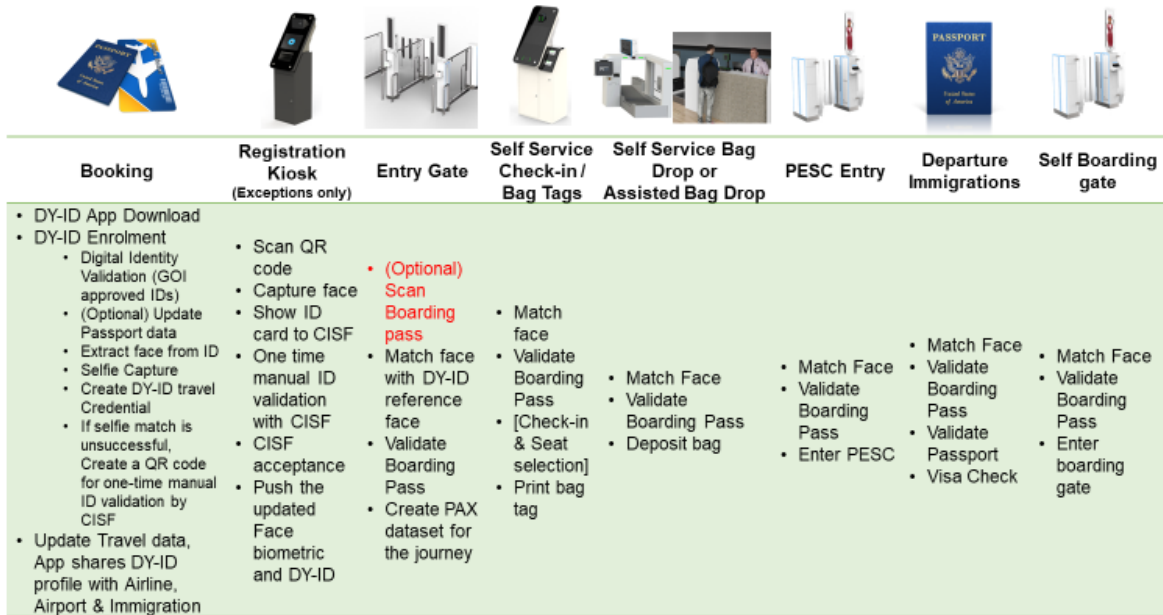 PASSPORT
United States
of America
PASSPORT
United States
of America
Booking
Registration
Kiosk
(Exceptions only)
Entry Gate
Self Service
Check-in /
Bag Tags
Self Service Bag
Drop or
Assisted Bag Drop
PESC Entry
Departure
Immigrations
Self Boarding
gate
• DY-ID App Download
• DY-ID Enrolment
• Digital Identity
Validation (GOI
approved IDs)
• (Optional) Update
Passport data
• Extract face from ID
• Selfie Capture
• Create DY-ID travel
Credential
• If selfie match is
unsuccessful,
Create a QR code
for one-time manual
ID validation by
CISF
• Update Travel data,
App shares DY-ID
profile with Airline,
Airport & Immigration
• Scan QR
code
• Capture face
• Show ID
card to CISF
• One time
manual ID
validation
with CISF
• CISF
acceptance
• Push the
updated
Face
biometric
and DY-ID
• (Optional)
Scan
Boarding
pass
• Match face
with DY-ID
reference
face
• Validate
Boarding
Pass
• Create PAX
dataset for
the journey
• Match
face
• Validate
Boarding
Pass
• [Check-in
& Seat
selection]
• Print bag
tag
• Match Face
• Validate
Boarding Pass
• Deposit bag
• Match Face
• Validate
Boarding
Pass
• Enter PESC
• Match Face
• Validate
Boarding
Pass
• Validate
Passport
• Visa Check
• Match Face
• Validate
Boarding
Pass
• Enter
boarding
gate